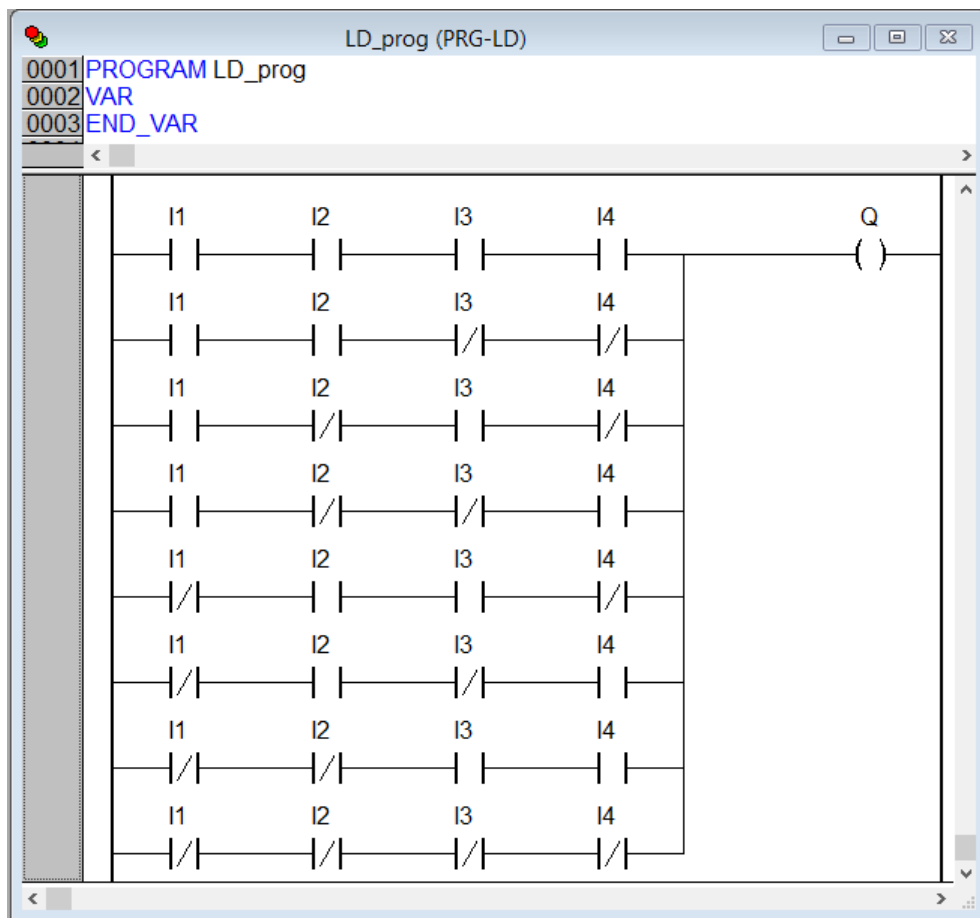 LD_prog (PRG-LD)
0001 PROGRAM LD_prog
0002 VAR
0003 END_VAR
I1 I2 I3 I4 Q
I1 I2 I3 I4
I1 I2 I3 I4
I1 I2 I3 I4
I1 I2 I3 I4
I1 I2 I3 I4
I1 I2 I3 I4
I1 I2 I3 I4